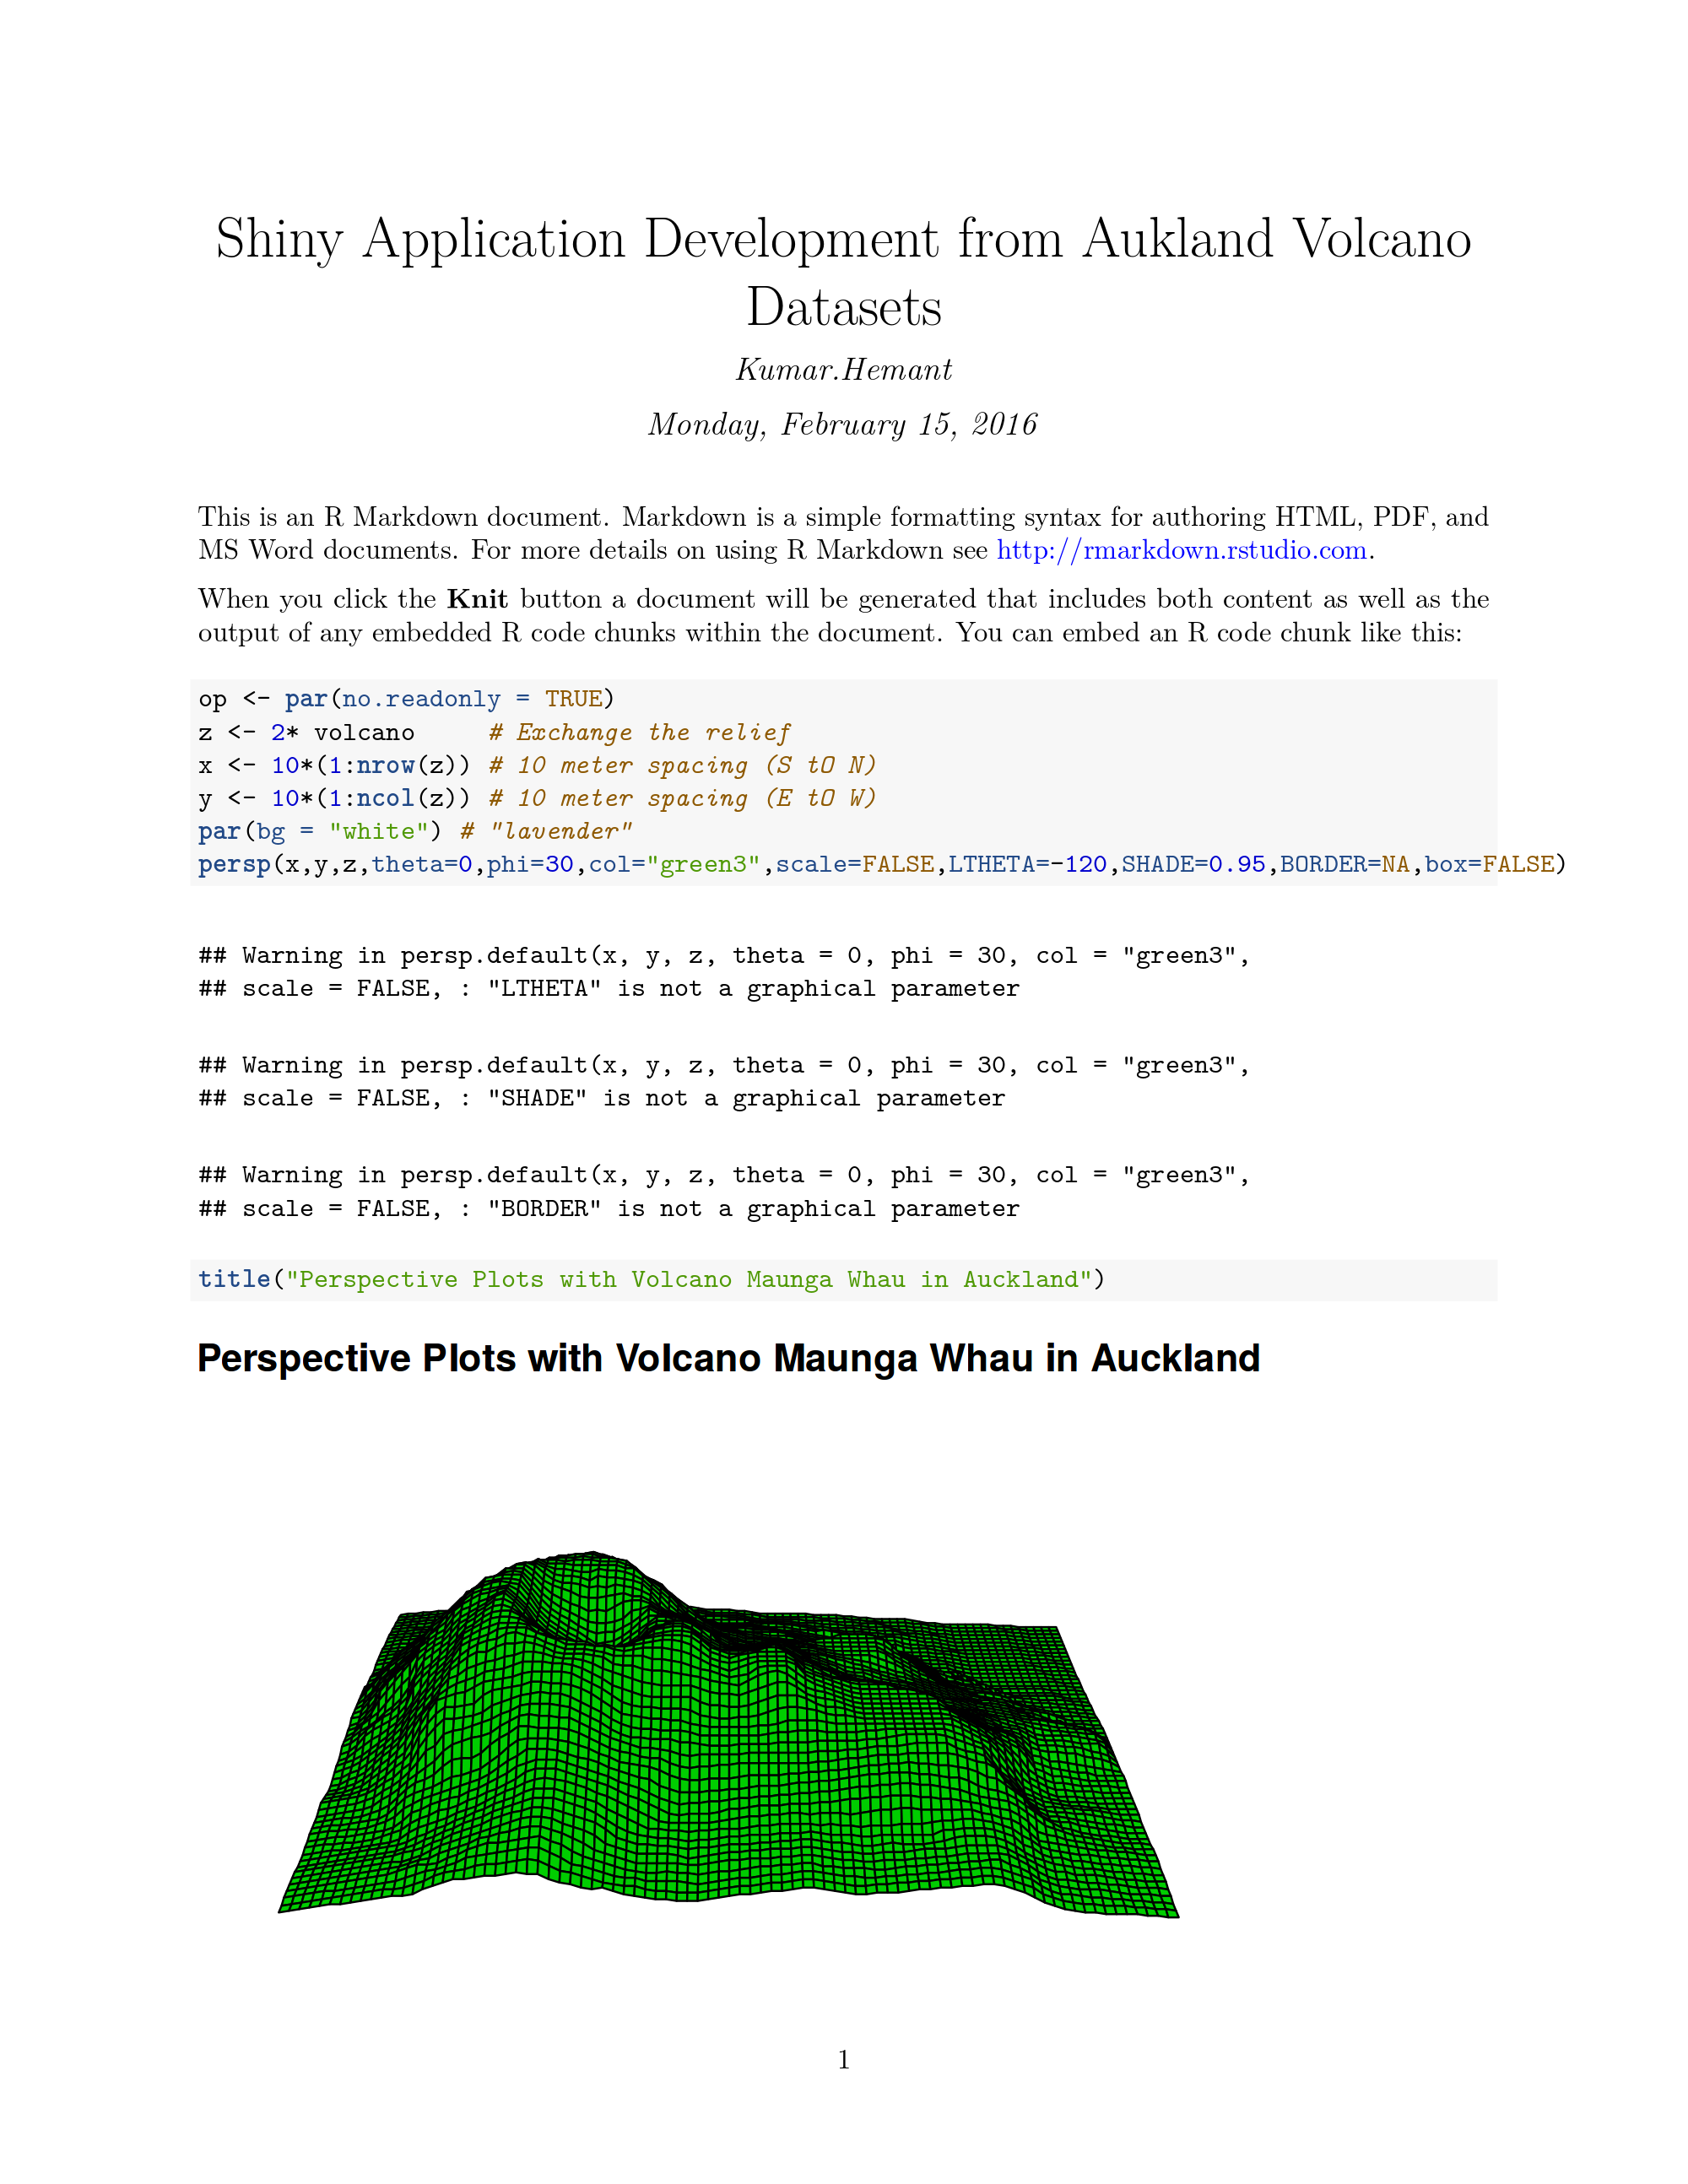 Shiny Application Development from Aukland Volcano
Datasets
Kumar.Hemant
Monday, February 15, 2016
This is an R Markdown document. Markdown is a simple formatting syntax for authoring HTML, PDF, and
MS Word documents. For more details on using R Markdown see http://rmarkdown.rstudio.com.
When you click the Knit button a document will be generated that includes both content as well as the
output of any embedded R code chunks within the document. You can embed an R code chunk like this:
op <- par(no.readonly = TRUE)
z <- 2* volcano     # Exchange the relief
x <- 10*(1:nrow(z)) # 10 meter spacing (S tO N)
y <- 10*(1:ncol(z)) # 10 meter spacing (E tO W)
par(bg = "white") # "lavender"
persp(x,y,z,theta=0,phi=30,col="green3",scale=FALSE,LTHETA=-120,SHADE=0.95,BORDER=NA,box=FALSE)
## Warning in persp.default(x, y, z, theta = 0, phi = 30, col = "green3",
## scale = FALSE, : "LTHETA" is not a graphical parameter
## Warning in persp.default(x, y, z, theta = 0, phi = 30, col = "green3",
## scale = FALSE, : "SHADE" is not a graphical parameter
## Warning in persp.default(x, y, z, theta = 0, phi = 30, col = "green3",
## scale = FALSE, : "BORDER" is not a graphical parameter
title("Perspective Plots with Volcano Maunga Whau in Auckland")
Perspective Plots with Volcano Maunga Whau in Auckland
1